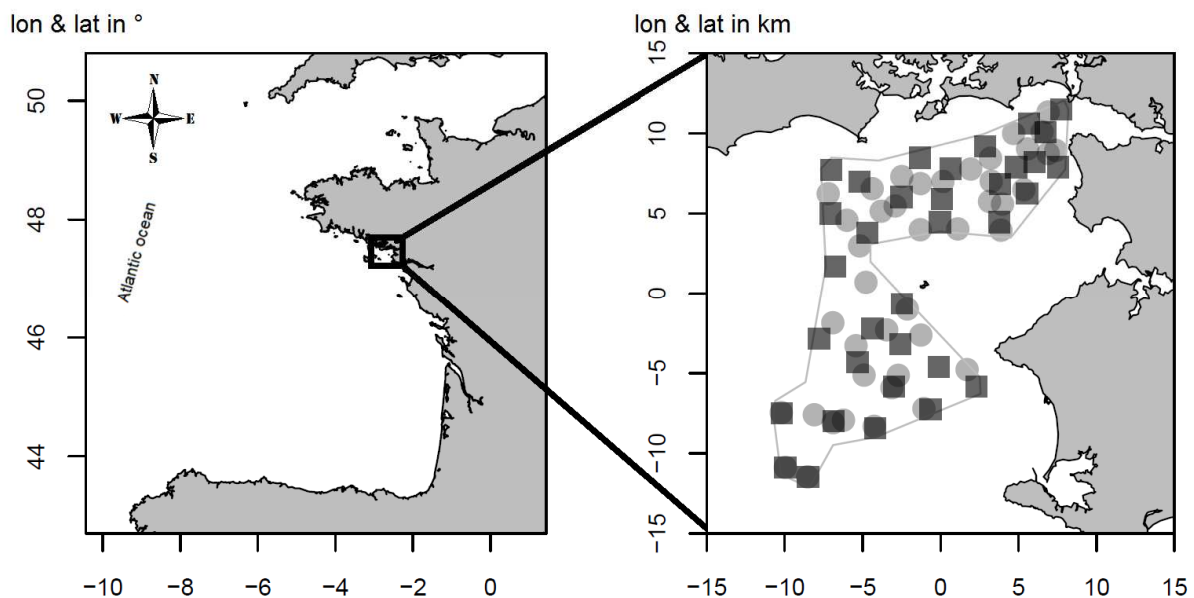 lon & lat in °
lon & lat in km
N
W E
S
Atlantic ocean
50
48
46
44
−10 −8 −6 −4 −2 0
15
10
5
0
−5
−10
−15
−15 −10 −5 0 5 10 15